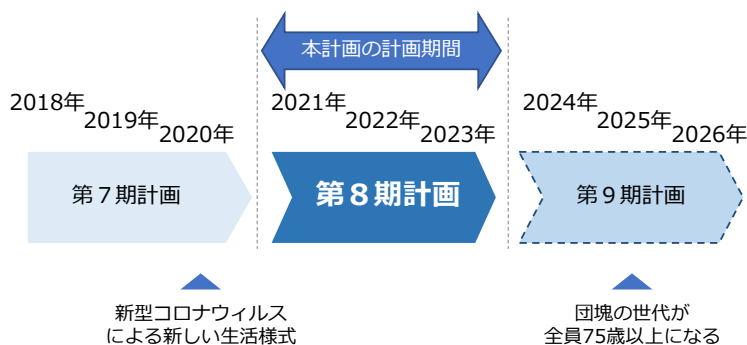 本計画の計画期間
2018年
2019年
2020年
2021年
2022年
2023年
2024年
2025年
2026年
第７期計画
第８期計画
第９期計画
新型コロナウィルス
による新しい生活様式
団塊の世代が
全員75歳以上になる